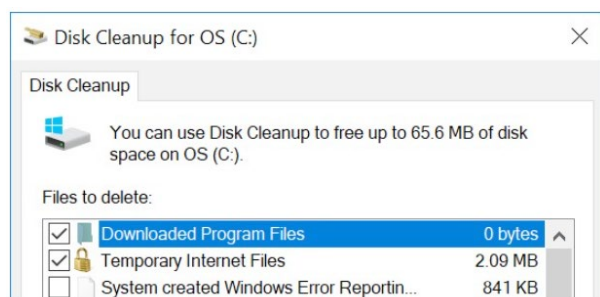 Disk Cleanup for OS (C:)
Disk Cleanup
You can use Disk Cleanup to free up to 65.6 MB of disk
space on OS (C:).
Files to delete:
Downloaded Program Files 0 bytes
Temporary Internet Files 2.09 MB
System created Windows Error Reportin... 841 KB